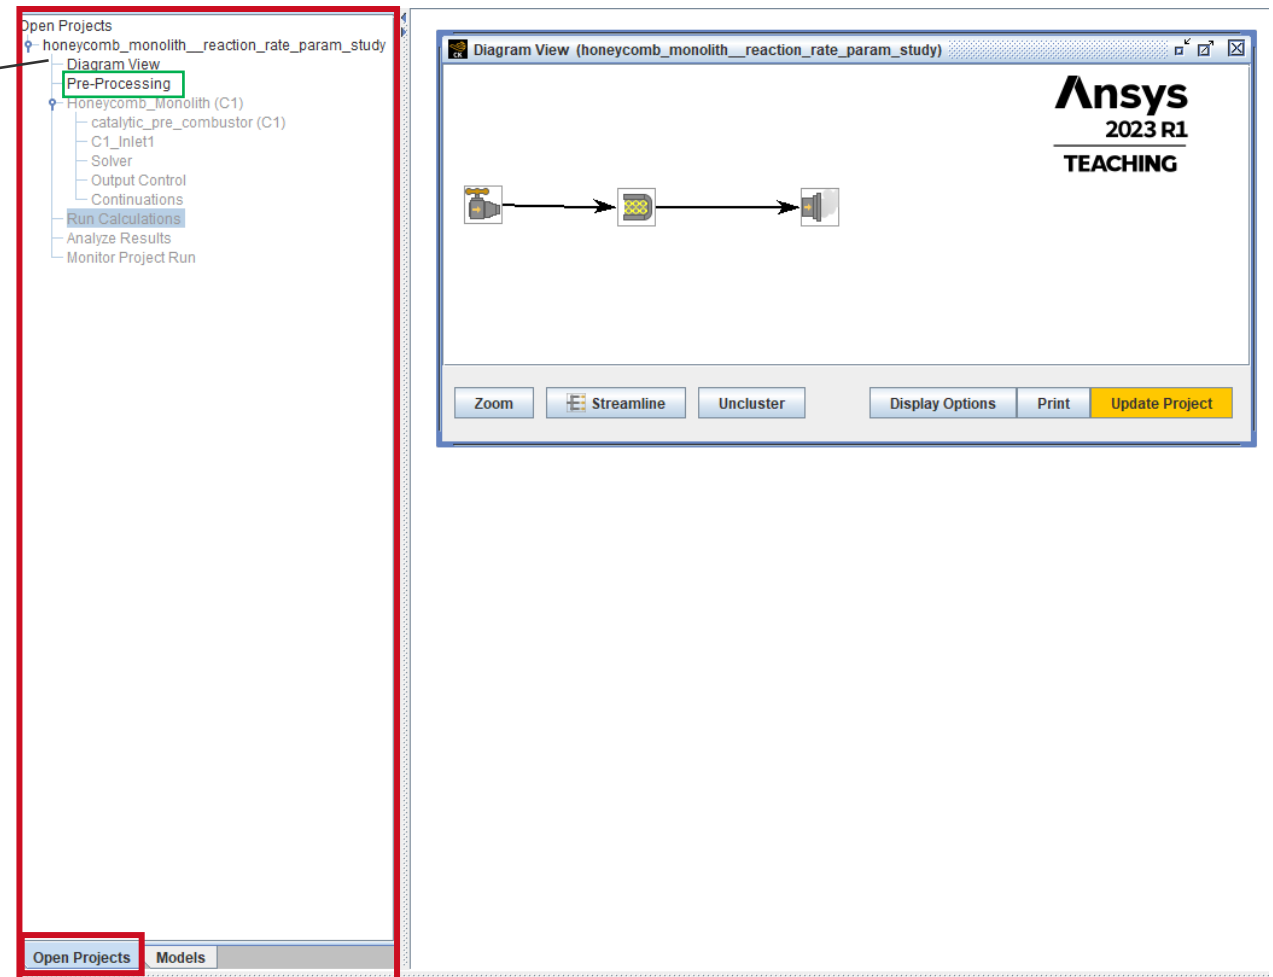 Open Projects
honeycomb_monolith__reaction_rate_param_study
Diagram View
Pre-Processing
Honeycomb_Monolith (C1)
catalytic_pre_combustor (C1)
C1_Inlet1
Solver
Output Control
Continuations
Run Calculations
Analyze Results
Monitor Project Run
Open Projects Models
CK Diagram View (honeycomb_monolith__reaction_rate_param_study)
Ansys
2023 R1
TEACHING
Zoom Streamline Uncluster Display Options Print Update Project